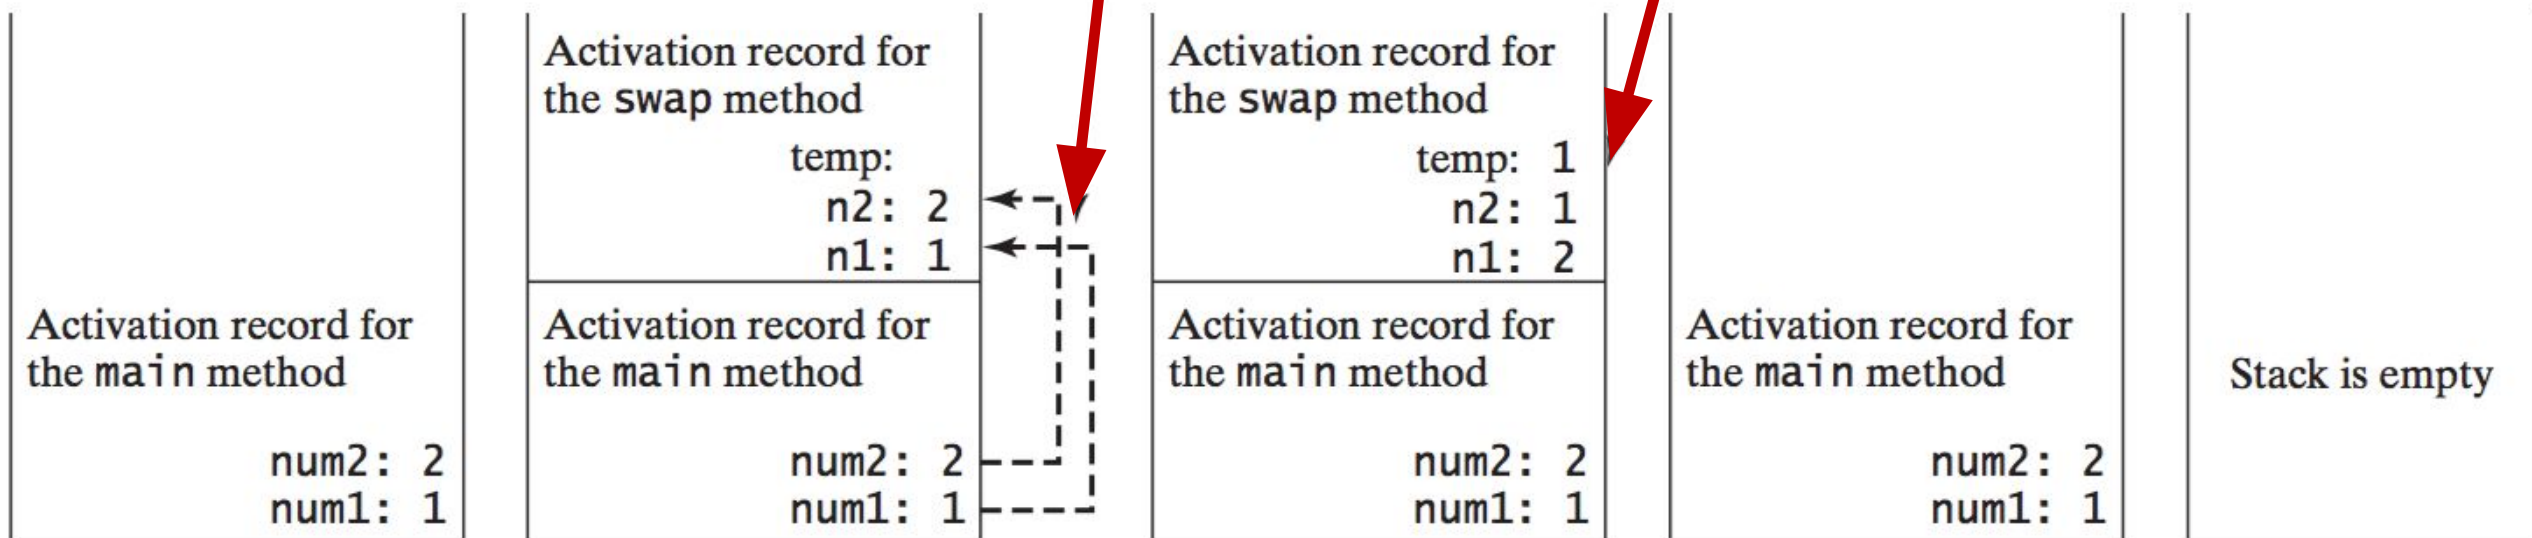 Activation record for
the main method
num2: 2
num1: 1
Activation record for
the swap method
temp:
n2: 2
n1: 1
Activation record for
the main method
num2: 2
num1: 1
Activation record for
the swap method
temp: 1
n2: 1
n1: 2
Activation record for
the main method
num2: 2
num1: 1
Activation record for
the main method
num2: 2
num1: 1
Stack is empty